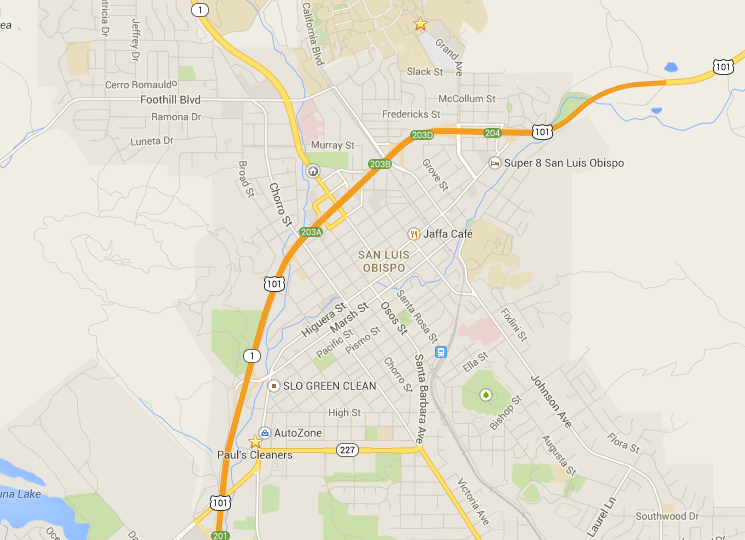 1
California Blvd
Jeffrey Dr
tricia Dr
Grand Ave
Slack St
101
Cerro Romauldo
Foothill Blvd
McCollum St
Ramona Dr
Fredericks St
203D
204
101
Luneta Dr
Murray St
203B
Grove St
Super 8 San Luis Obispo
Broad St
Chorro St
203A
Jaffa Café
SAN LUIS
OBISPO
101
Higuera St
Marsh St
Osos St
Santa Rosa St
Fixlini St
Pacific St
Pismo St
1
Ella St
SLO GREEN CLEAN
Chorro St
Santa Barbara Ave
Johnson Ave
High St
Bishop St
AutoZone
Paul's Cleaners
227
Flora St
Augusta St
una Lake
101
Victoria Ave
Laurel Ln
Southwood Dr
201